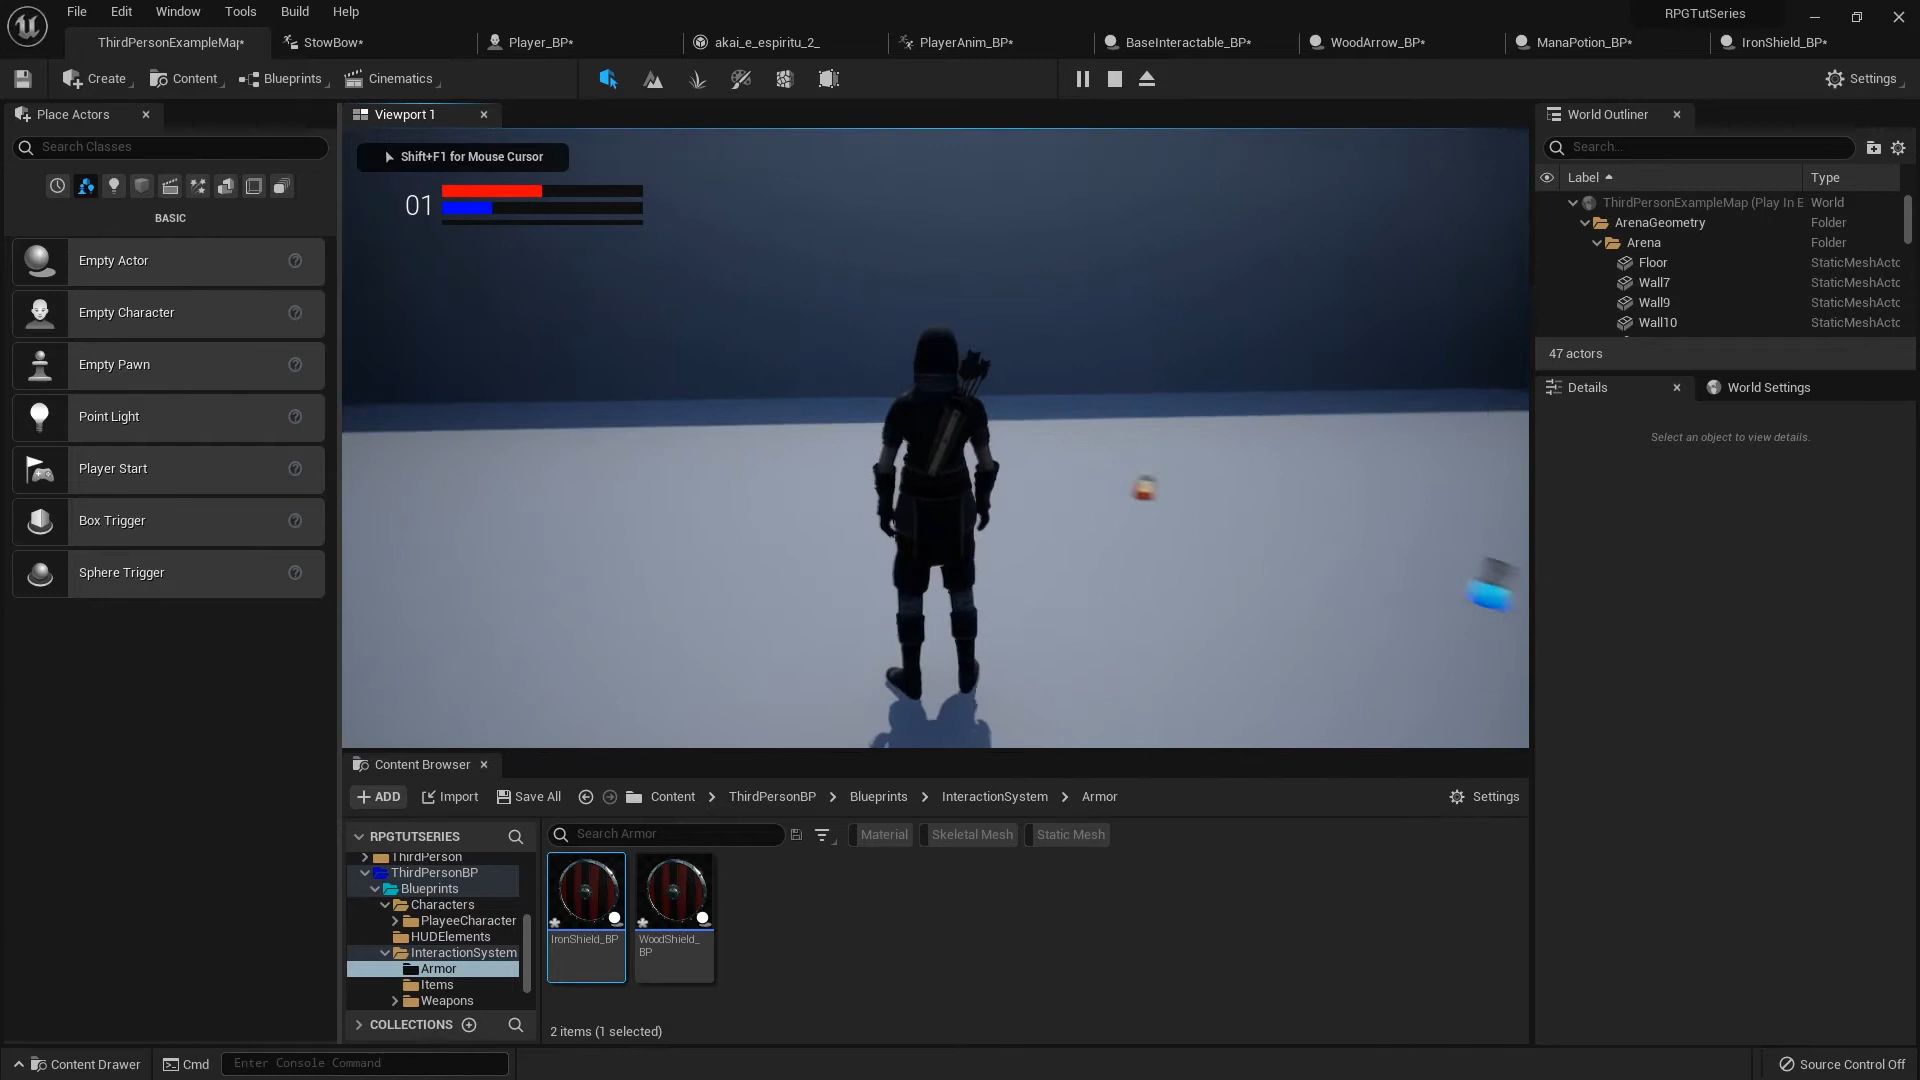 File Edit Window Tools Build Help
RPGTutSeries
ThirdPersonExampleMap*
StowBow*
Player_BP*
akai_e_espiritu_2_
PlayerAnim_BP*
BaseInteractable_BP*
WoodArrow_BP*
ManaPotion_BP*
IronShield_BP*
Create
Content
Blueprints
Cinematics
Settings
Place Actors
Search Classes
BASIC
Empty Actor
Empty Character
Empty Pawn
Point Light
Player Start
Box Trigger
Sphere Trigger
Viewport 1
Shift+F1 for Mouse Cursor
01
World Outliner
Search...
Label Type
ThirdPersonExampleMap (Play In E World
ArenaGeometry Folder
Arena Folder
Floor StaticMeshActo
Wall7 StaticMeshActo
Wall9 StaticMeshActo
Wall10 StaticMeshActo
47 actors
Details
World Settings
Select an object to view details.
Content Browser
ADD Import Save All Content ThirdPersonBP Blueprints InteractionSystem Armor Settings
RPGTUTSERIES
Search Armor
Material
Skeletal Mesh
Static Mesh
ThirdPerson
ThirdPersonBP
Blueprints
Characters
PlayeeCharacter
HUDElements
InteractionSystem
Armor
Items
Weapons
COLLECTIONS
IronShield_BP
WoodShield_
BP
2 items (1 selected)
Content Drawer
Cmd
Enter Console Command
Source Control Off